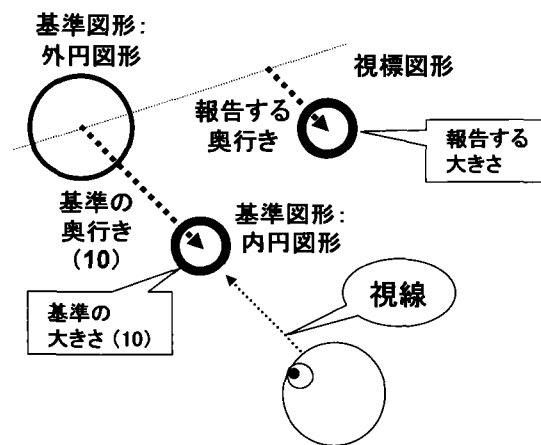 基準図形：
外円図形
視標図形
報告する
奥行き
報告する
大きさ
基準の
奥行き
（10）
基準図形：
内円図形
基準の
大きさ（10）
視線